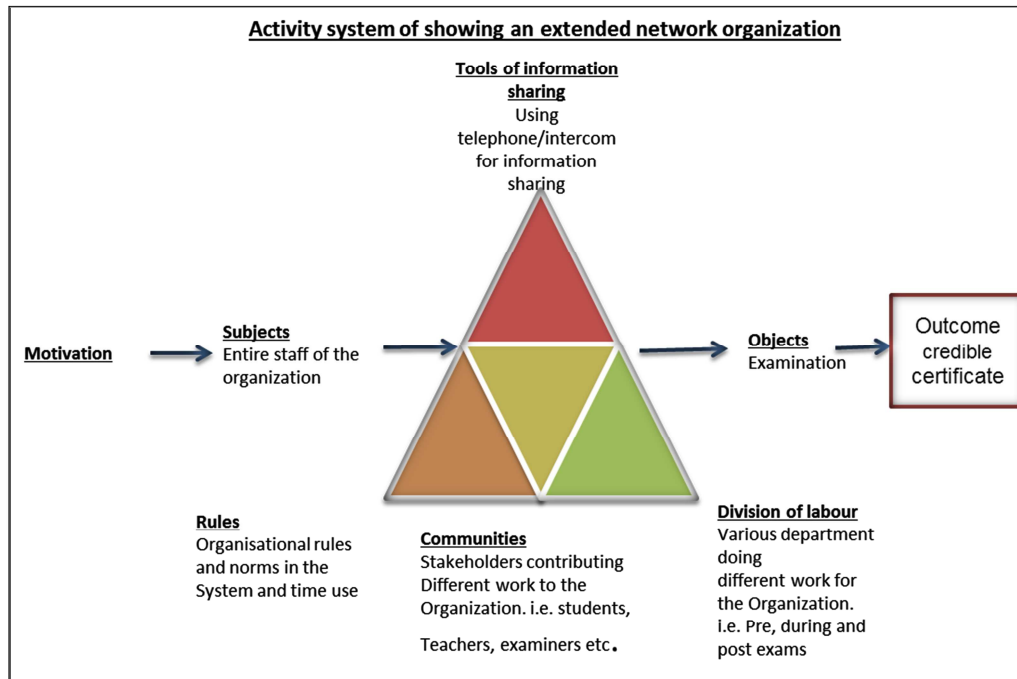 Activity system of showing an extended network organization
Tools of information
sharing
Using
telephone/intercom
for information
sharing
Motivation
Subjects
Entire staff of the
organization
Objects
Examination
Outcome
credible
certificate
Rules
Organisational rules
and norms in the
System and time use
Communities
Stakeholders contributing
Different work to the
Organization. i.e. students,
Teachers, examiners etc.
Division of labour
Various department
doing
different work for
the Organization.
i.e. Pre, during and
post exams